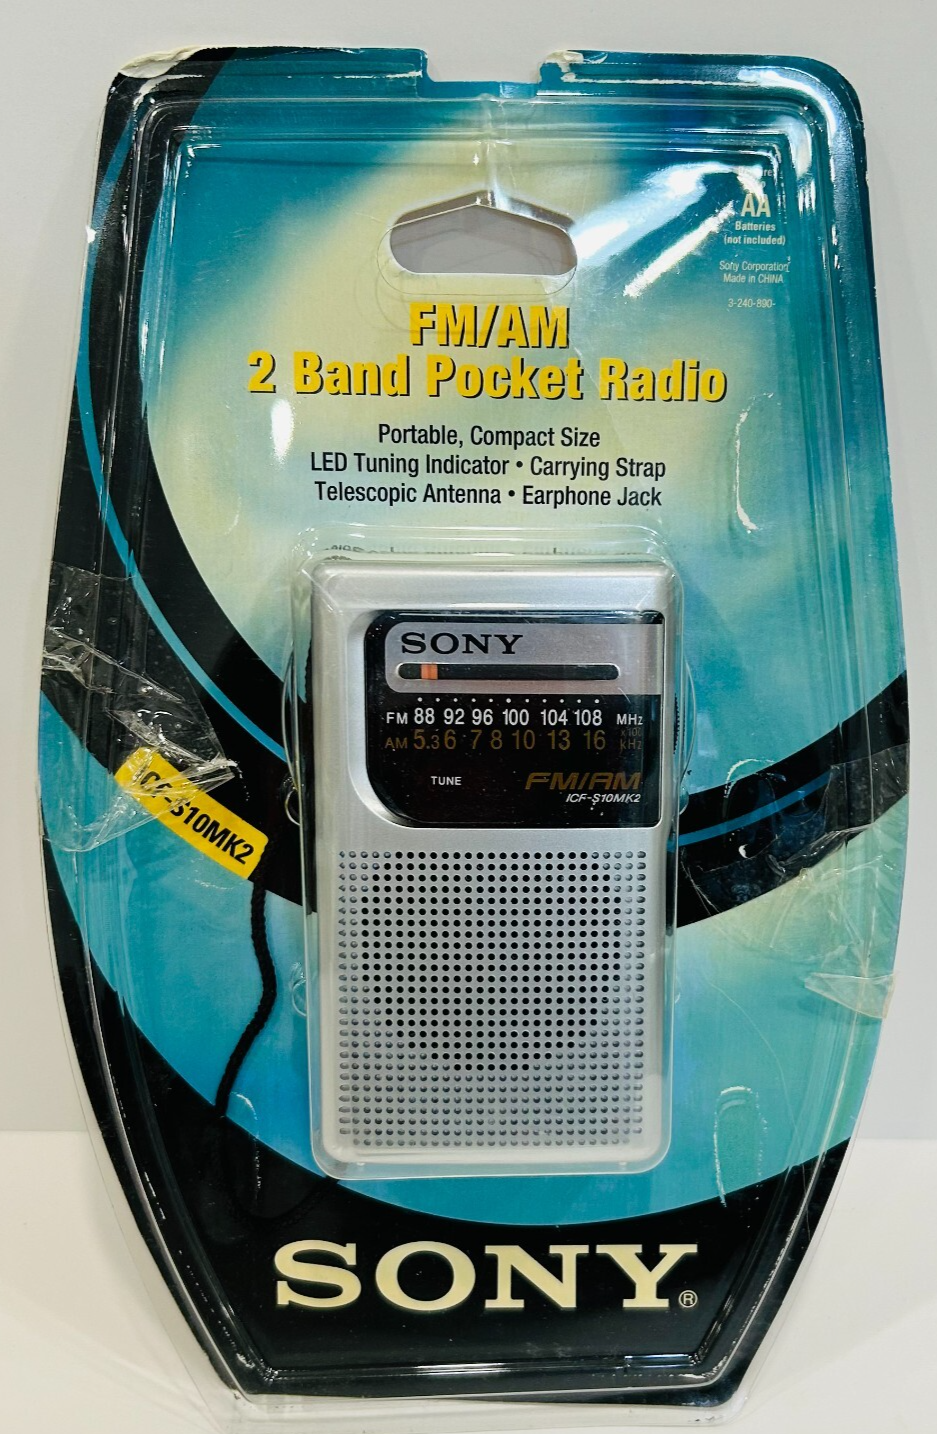 AA
Batteries
(not included)
Sony Corporation
Made in CHINA
3-240-890-
FM/AM
2 Band Pocket Radio
Portable, Compact Size
LED Tuning Indicator • Carrying Strap
Telescopic Antenna • Earphone Jack
SONY
FM 88 92 96 100 104 108 MHz
AM 5.3 6 7 8 10 13 16 kHz
TUNE
FM/AM
ICF-S10MK2
ICF-S10MK2
SONY®